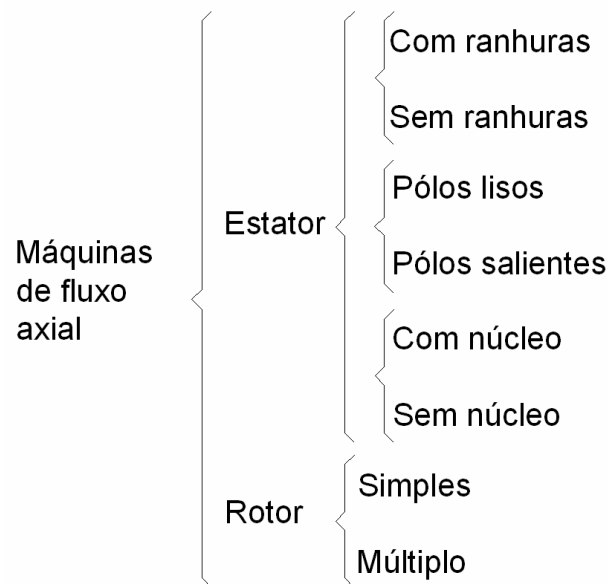 Máquinas
de fluxo
axial
Estator
Com ranhuras
Sem ranhuras
Pólos lisos
Pólos salientes
Com núcleo
Sem núcleo
Rotor
Simples
Múltiplo